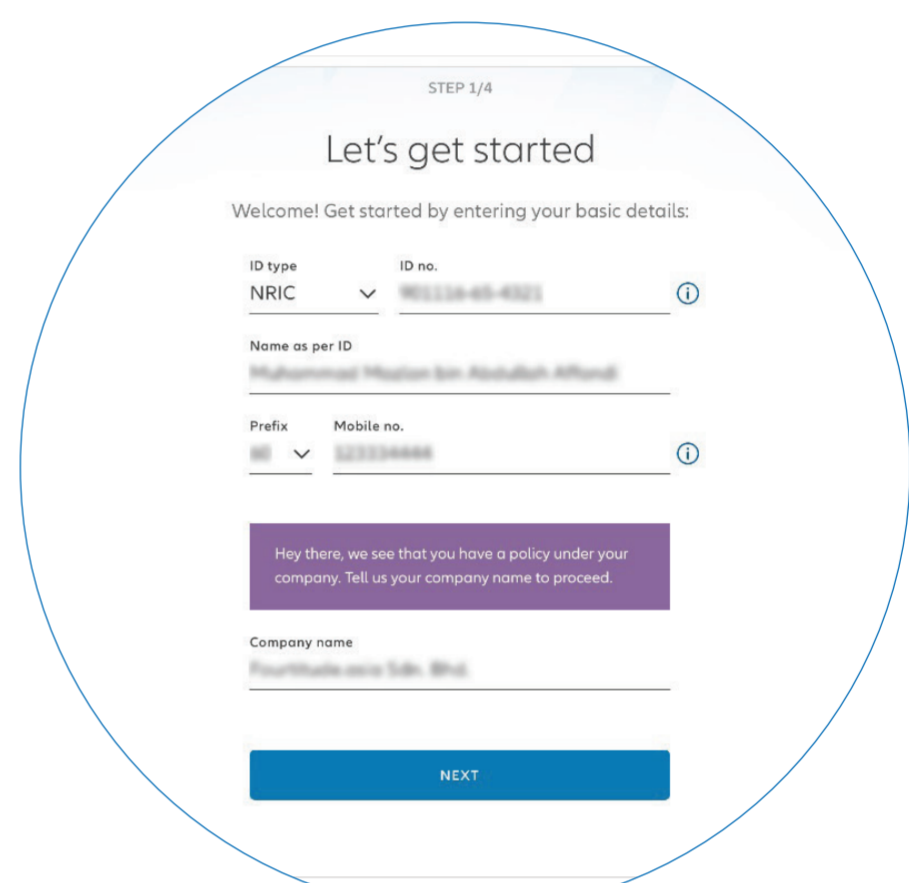 STEP 1/4
Let's get started
Welcome! Get started by entering your basic details:
ID type
ID no.
NRIC
Name as per ID
Prefix
Mobile no.
Hey there, we see that you have a policy under your
company. Tell us your company name to proceed.
Company name
NEXT